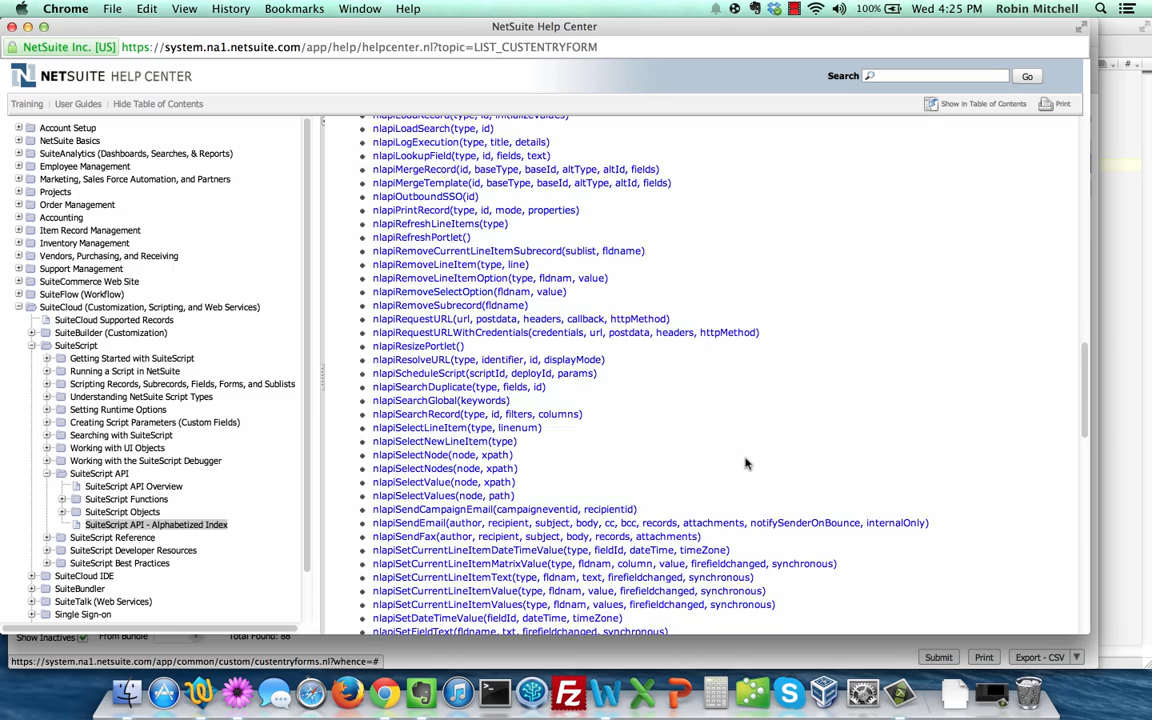 Chrome File Edit View History Bookmarks Window Help 100% Wed 4:25 PM Robin Mitchell
NetSuite Help Center
NetSuite Inc. [US] https://system.na1.netsuite.com/app/help/helpcenter.nl?topic=LIST_CUSTENTRYFORM
NETSUITE HELP CENTER Search Go
Training User Guides Hide Table of Contents Show in Table of Contents Print
Account Setup
NetSuite Basics
SuiteAnalytics (Dashboards, Searches, & Reports)
Employee Management
Marketing, Sales Force Automation, and Partners
Projects
Order Management
Accounting
Item Record Management
Inventory Management
Vendors, Purchasing, and Receiving
Support Management
SuiteCommerce Web Site
SuiteFlow (Workflow)
SuiteCloud (Customization, Scripting, and Web Services)
SuiteCloud Supported Records
SuiteBuilder (Customization)
SuiteScript
Getting Started with SuiteScript
Running a Script in NetSuite
Scripting Records, Subrecords, Fields, Forms, and Sublists
Understanding NetSuite Script Types
Setting Runtime Options
Creating Script Parameters (Custom Fields)
Searching with SuiteScript
Working with UI Objects
Working with the SuiteScript Debugger
SuiteScript API
SuiteScript API Overview
SuiteScript Functions
SuiteScript Objects
SuiteScript API - Alphabetized Index
SuiteScript Reference
SuiteScript Developer Resources
SuiteScript Best Practices
SuiteCloud IDE
SuiteBundler
SuiteTalk (Web Services)
Single Sign-on
nlapiLoadRecord(type, id, initializeValues)
nlapiLoadSearch(type, id)
nlapiLogExecution(type, title, details)
nlapiLookupField(type, id, fields, text)
nlapiMergeRecord(id, baseType, baseId, altType, altId, fields)
nlapiMergeTemplate(id, baseType, baseId, altType, altId, fields)
nlapiOutboundSSO(id)
nlapiPrintRecord(type, id, mode, properties)
nlapiRefreshLineItems(type)
nlapiRefreshPortlet()
nlapiRemoveCurrentLineItemSubrecord(sublist, fldname)
nlapiRemoveLineItem(type, line)
nlapiRemoveLineItemOption(type, fldnam, value)
nlapiRemoveSelectOption(fldnam, value)
nlapiRemoveSubrecord(fldname)
nlapiRequestURL(url, postdata, headers, callback, httpMethod)
nlapiRequestURLWithCredentials(credentials, url, postdata, headers, httpMethod)
nlapiResizePortlet()
nlapiResolveURL(type, identifier, id, displayMode)
nlapiScheduleScript(scriptId, deployId, params)
nlapiSearchDuplicate(type, fields, id)
nlapiSearchGlobal(keywords)
nlapiSearchRecord(type, id, filters, columns)
nlapiSelectLineItem(type, linenum)
nlapiSelectNewLineItem(type)
nlapiSelectNode(node, xpath)
nlapiSelectNodes(node, xpath)
nlapiSelectValue(node, xpath)
nlapiSelectValues(node, path)
nlapiSendCampaignEmail(campaigneventid, recipientid)
nlapiSendEmail(author, recipient, subject, body, cc, bcc, records, attachments, notifySenderOnBounce, internalOnly)
nlapiSendFax(author, recipient, subject, body, records, attachments)
nlapiSetCurrentLineItemDateTimeValue(type, fieldId, dateTime, timeZone)
nlapiSetCurrentLineItemMatrixValue(type, fldnam, column, value, firefieldchanged, synchronous)
nlapiSetCurrentLineItemText(type, fldnam, text, firefieldchanged, synchronous)
nlapiSetCurrentLineItemValue(type, fldnam, value, firefieldchanged, synchronous)
nlapiSetCurrentLineItemValues(type, fldnam, values, firefieldchanged, synchronous)
nlapiSetDateTimeValue(fieldId, dateTime, timeZone)
nlapiSetFieldText(fldname, txt, firefieldchanged, synchronous)
Show Inactives From Bundle Total Found: 88
https://system.na1.netsuite.com/app/common/custom/custentryforms.nl?whence=# Submit Print Export - CSV